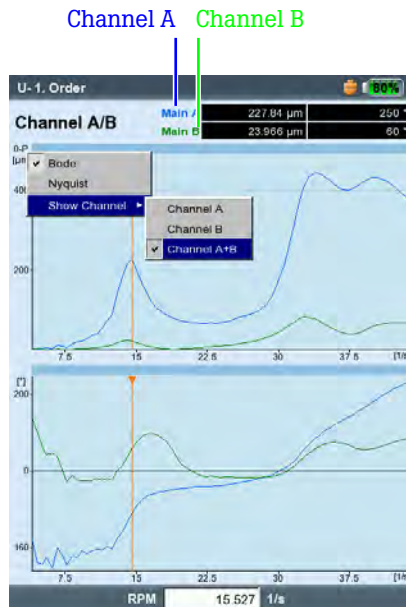 Channel A Channel B
U- 1. Order 80%
Channel A/B
Main A 227.84 µm 250 °
Main B 23.966 µm 60 °
0-P
[µm
Bode
Nyquist
Show Channel
Channel A
Channel B
Channel A+B
400
200
7.5 15 22.5 30 37.5 [1/s
[°]
200
0
160
7.5 15 22.5 30 37.5 [1/s
RPM 15.527 1/s